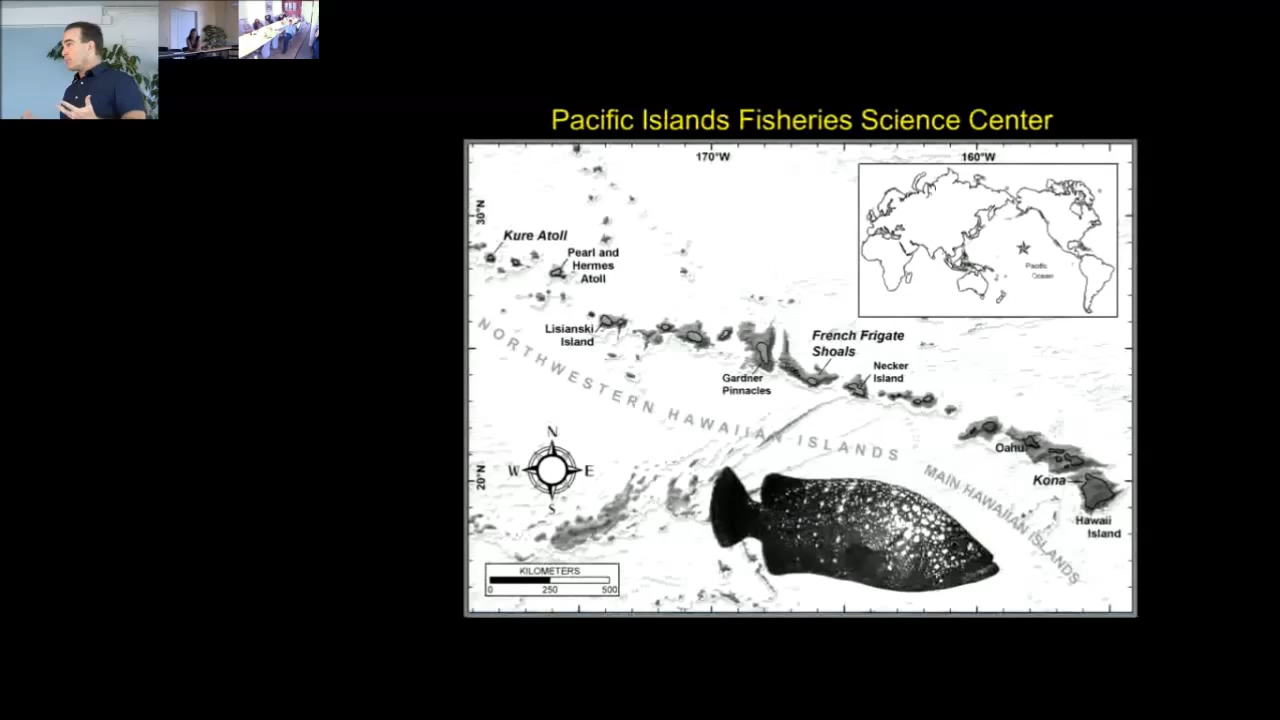 Pacific Islands Fisheries Science Center
170°W
160°W
30°N
Kure Atoll
Pearl and
Hermes
Atoll
Pacific
Ocean
Lisianski
Island
French Frigate
Shoals
Gardner
Pinnacles
Necker
Island
NORTHWESTERN HAWAIIAN ISLANDS
Oahu
N
W
E
S
20°N
Kona
MAIN HAWAIIAN ISLANDS
Hawaii
Island
KILOMETERS
0
250
500